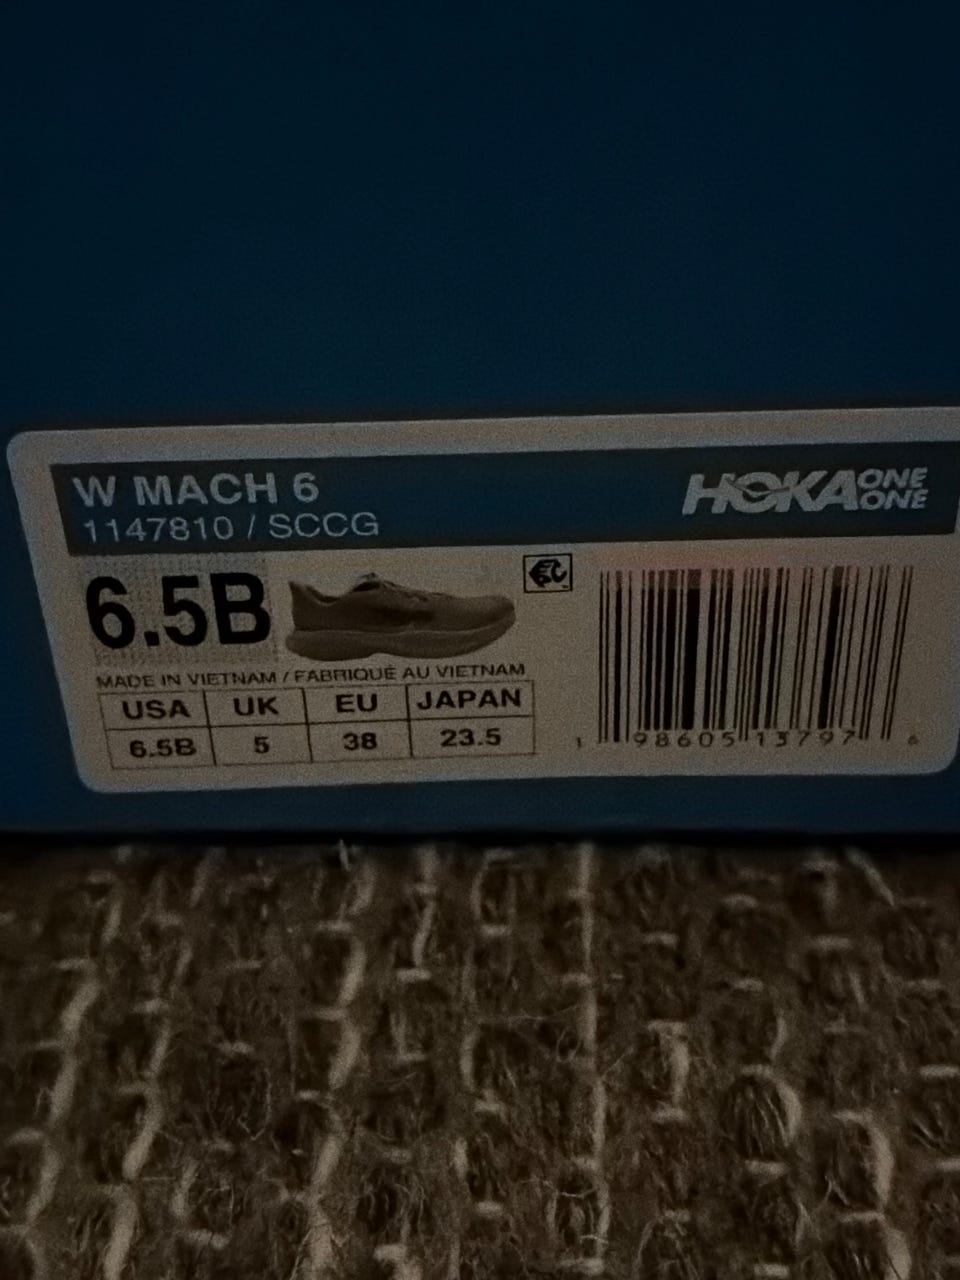 W MACH 6
1147810 / SCCG
HOKA ONE ONE
6.5B
MADE IN VIETNAM / FABRIQUÉ AU VIETNAM
USA UK EU JAPAN
6.5B 5 38 23.5
1 98605 13797 6